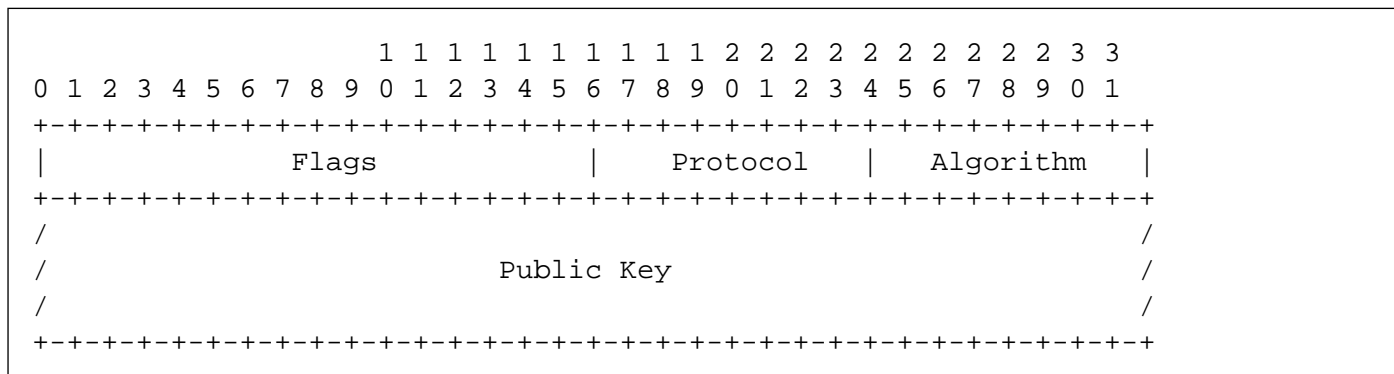 1 1 1 1 1 1 1 1 1 1 2 2 2 2 2 2 2 2 2 2 3 3
0 1 2 3 4 5 6 7 8 9 0 1 2 3 4 5 6 7 8 9 0 1 2 3 4 5 6 7 8 9 0 1
+-+-+-+-+-+-+-+-+-+-+-+-+-+-+-+-+-+-+-+-+-+-+-+-+-+-+-+-+-+-+-+-+
|              Flags            |    Protocol   |   Algorithm   |
+-+-+-+-+-+-+-+-+-+-+-+-+-+-+-+-+-+-+-+-+-+-+-+-+-+-+-+-+-+-+-+-+
/                                                               /
/                          Public Key                           /
/                                                               /
+-+-+-+-+-+-+-+-+-+-+-+-+-+-+-+-+-+-+-+-+-+-+-+-+-+-+-+-+-+-+-+-+